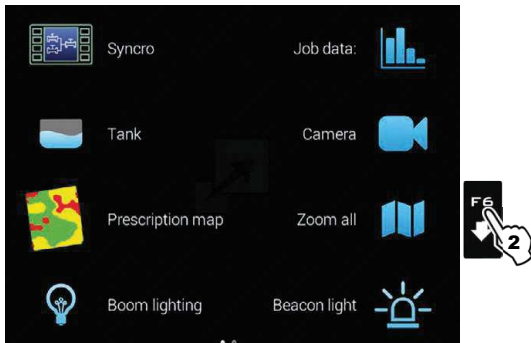 Syncro
Job data:
Tank
Camera
Prescription map
Zoom all
Boom lighting
Beacon light
F6
2